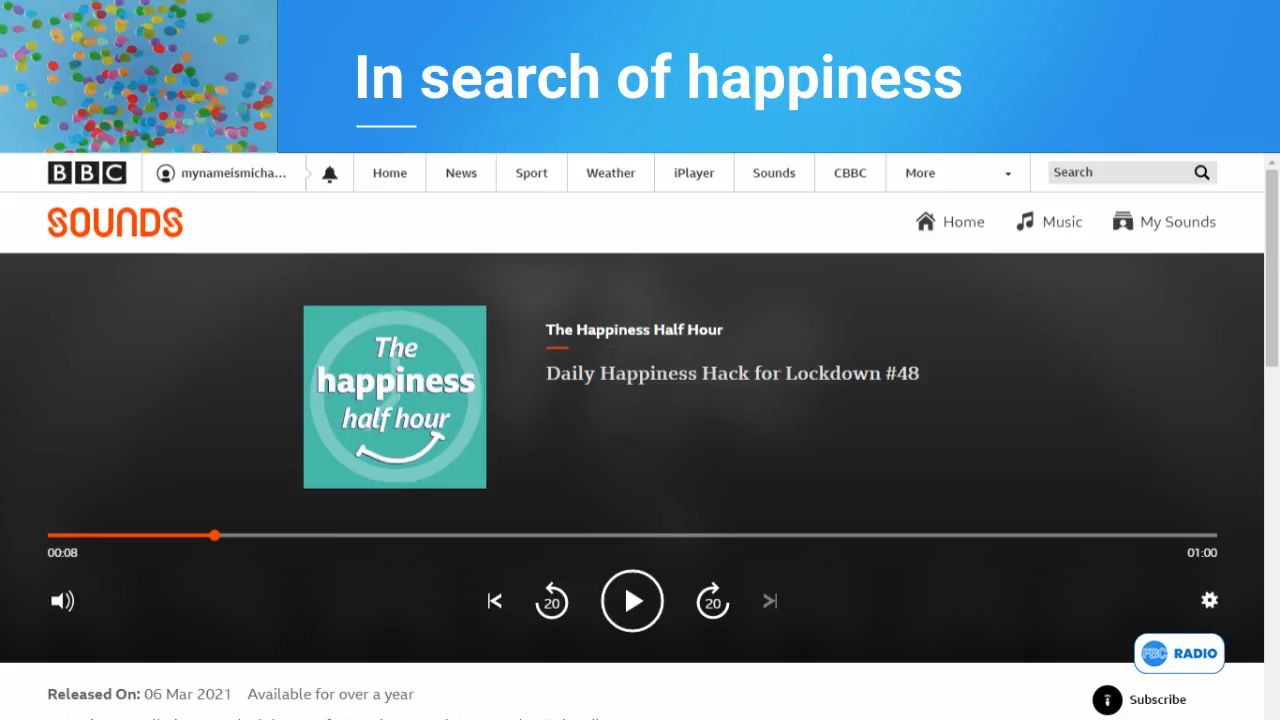 In search of happiness
BBC
mynameismicha...
Home
News
Sport
Weather
iPlayer
Sounds
CBBC
More
Search
SOUNDS
Home
Music
My Sounds
The
happiness
half hour
The Happiness Half Hour
Daily Happiness Hack for Lockdown #48
00:08
01:00
20
20
FBC RADIO
Released On: 06 Mar 2021 Available for over a year
Subscribe